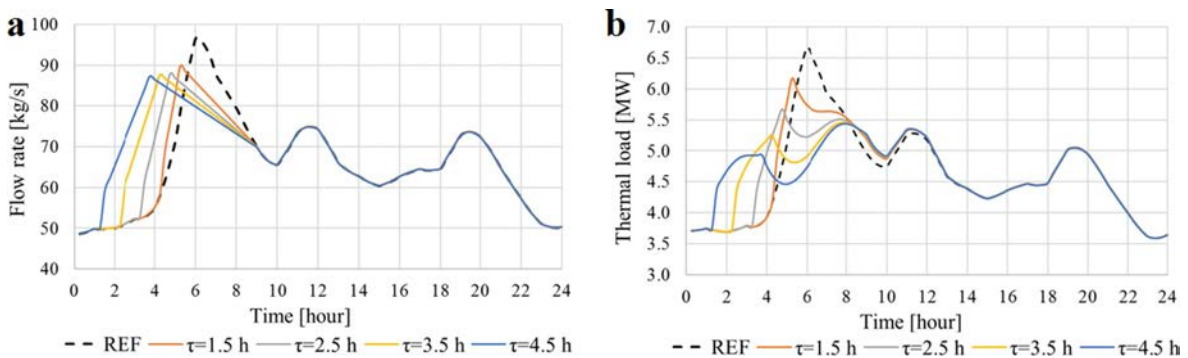 a
Flow rate [kg/s]
100
90
80
70
60
50
40
0 2 4 6 8 10 12 14 16 18 20 22 24
Time [hour]
REF τ=1.5 h τ=2.5 h τ=3.5 h τ=4.5 h
b
Thermal load [MW]
7.0
6.5
6.0
5.5
5.0
4.5
4.0
3.5
3.0
0 2 4 6 8 10 12 14 16 18 20 22 24
Time [hour]
REF τ=1.5 h τ=2.5 h τ=3.5 h τ=4.5 h